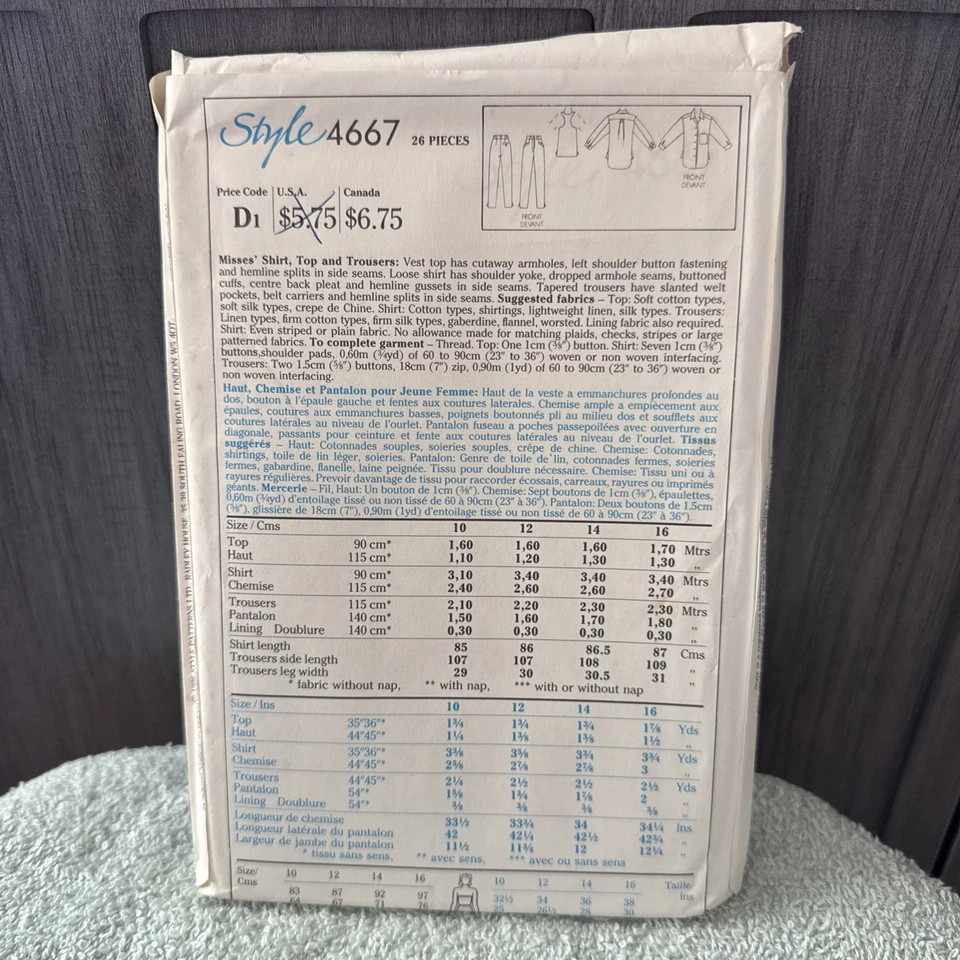 Style 4667 26 PIECES
Price Code U.S.A. Canada
D1 $5.75 $6.75
FRONT
DEVANT
FRONT
DEVANT
Misses' Shirt, Top and Trousers: Vest top has cutaway armholes, left shoulder button fastening
and hemline splits in side seams. Loose shirt has shoulder yoke, dropped armhole seams, buttoned
cuffs, centre back pleat and hemline gussets in side seams. Tapered trousers have slanted welt
pockets, belt carriers and hemline splits in side seams. Suggested fabrics – Top: Soft cotton types,
soft silk types, crepe de Chine. Shirt: Cotton types, shirtings, lightweight linen, silk types. Trousers:
Linen types, firm cotton types, firm silk types, gaberdine, flannel, worsted. Lining fabric also required.
Shirt: Even striped or plain fabric. No allowance made for matching plaids, checks, stripes or large
patterned fabrics. To complete garment – Thread. Top: One 1cm (⅜") button. Shirt: Seven 1cm (⅜")
buttons,shoulder pads, 0,60m (¾yd) of 60 to 90cm (23" to 36") woven or non woven interfacing.
Trousers: Two 1.5cm (⅝") buttons, 18cm (7") zip, 0,90m (1yd) of 60 to 90cm (23" to 36") woven or
non woven interfacing.
Haut, Chemise et Pantalon pour Jeune Femme: Haut de la veste a emmanchures profondes au
dos, bouton à l'épaule gauche et fentes aux coutures laterales. Chemise ample a empiècement aux
épaules, coutures aux emmanchures basses, poignets boutonnés pli au milieu dos et soufflets aux
coutures latérales au niveau de l'ourlet. Pantalon fuseau a poches passepoilées avec ouverture en
diagonale, passants pour ceinture et fente aux coutures latérales au niveau de l'ourlet. Tissus
suggérés – Haut: Cotonnades souples, soieries souples, crépe de chine. Chemise: Cotonnades,
shirtings, toile de lin léger, soieries. Pantalon: Genre de toile de lin, cotonnades fermes, soieries
fermes, gabardine, flanelle, laine peignée. Tissu pour doublure nécessaire. Chemise: Tissu uni ou à
rayures régulières. Prevoir davantage de tissu pour raccorder écossais, carreaux, rayures ou imprimés
géants. Mercerie – Fil, Haut: Un bouton de 1cm (⅜"). Chemise: Sept boutons de 1cm (⅜"), épaulettes,
0,60m (¾yd) d'entoilage tissé ou non tissé de 60 à 90cm (23" à 36"). Pantalon: Deux boutons de 1.5cm
(⅝"), glissière de 18cm (7"), 0,90m (1yd) d'entoilage tissé ou non tissé de 60 à 90cm (23" à 36").
Size / Cms 10 12 14 16
Top 90 cm* 1,60 1,60 1,60 1,70 Mtrs
Haut 115 cm* 1,10 1,20 1,30 1,30 "
Shirt 90 cm* 3,10 3,40 3,40 3,40 Mtrs
Chemise 115 cm* 2,40 2,60 2,60 2,70 "
Trousers 115 cm* 2,10 2,20 2,30 2,30 Mtrs
Pantalon 140 cm* 1,50 1,60 1,70 1,80 "
Lining Doublure 140 cm* 0,30 0,30 0,30 0,30 "
Shirt length 85 86 86.5 87 Cms
Trousers side length 107 107 108 109 "
Trousers leg width 29 30 30.5 31 "
* fabric without nap, ** with nap, *** with or without nap
Size / Ins 10 12 14 16
Top 35"36"* 1¾ 1¾ 1¾ 1⅞ Yds
Haut 44"45"* 1¼ 1⅜ 1⅜ 1½ "
Shirt 35"36"* 3⅜ 3⅝ 3¾ 3¾ Yds
Chemise 44"45"* 2⅝ 2⅞ 2⅞ 3 "
Trousers 44"45"* 2¼ 2½ 2½ 2½ Yds
Pantalon 54"* 1⅝ 1¾ 1⅞ 2 "
Lining Doublure 54"* ⅜ ⅜ ⅜ ⅜ "
Longueur de chemise 33½ 33¾ 34 34¼ Ins
Longueur latérale du pantalon 42 42¼ 42½ 42¾ "
Largeur de jambe du pantalon 11½ 11¾ 12 12¼ "
* tissu sans sens, ** avec sens, *** avec ou sans sens
Size/ 10 12 14 16 10 12 14 16 Taille/
Cms Ins
83 87 92 97 32½ 34 36 38
64 67 71 76 25 26½ 28 30
RADLEY HOUSE, 35-39 SOUTH EALING ROAD, LONDON W5 4QT.